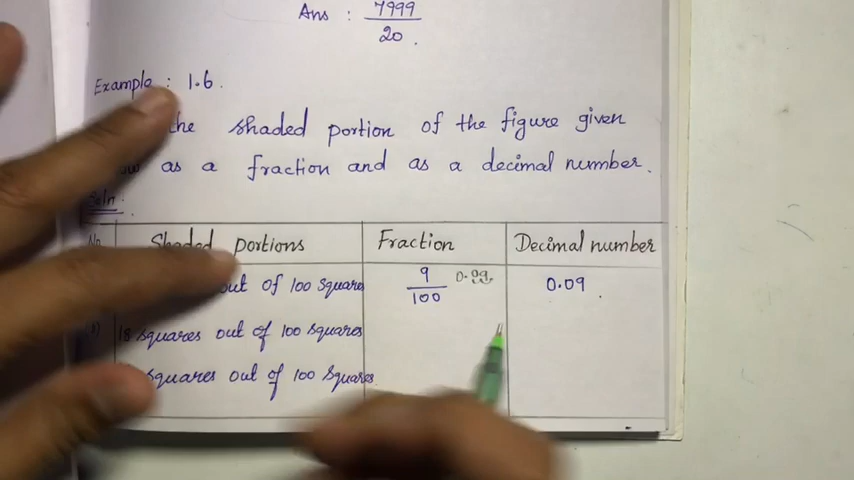 Ans : 7999
20.
Example : 1.6.
the shaded portion of the figure given
as a fraction and as a decimal number.
Soln
No Shaded portions Fraction Decimal number
out of 100 square 9/100 0.09 0.09.
18 squares out of 100 squares
squares out of 100 squares